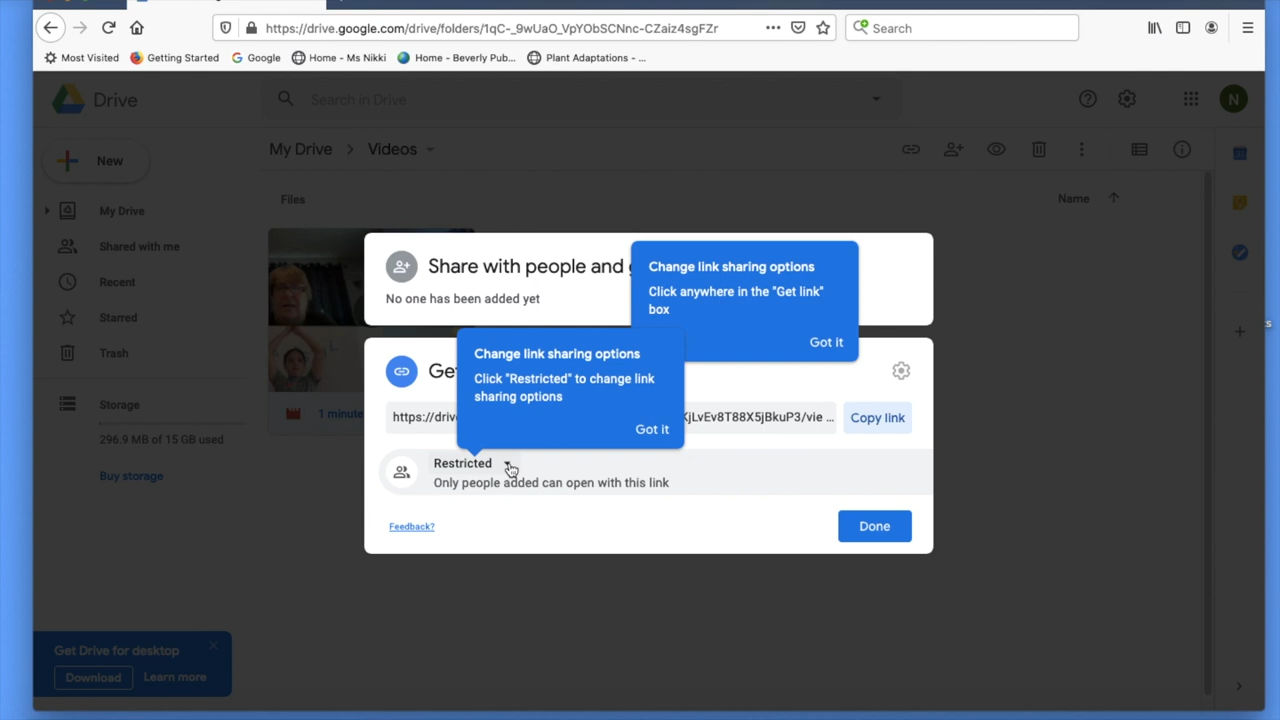 https://drive.google.com/drive/folders/1qC-_9wUaO_VpYObSCNnc-CZaiz4sgFZr
Search
Most Visited
Getting Started
Google
Home - Ms Nikki
Home - Beverly Pub...
Plant Adaptations - ...
Drive
Search in Drive
N
New
My Drive > Videos
Files
Name
My Drive
Shared with me
Recent
Starred
Trash
Storage
296.9 MB of 15 GB used
Buy storage
1 minute
Share with people and
No one has been added yet
Change link sharing options
Click anywhere in the "Get link"
box
Got it
Change link sharing options
Click "Restricted" to change link
sharing options
Got it
Ge
https://drive
jLvEv8T88X5jBkuP3/vie ...
Copy link
Restricted
Only people added can open with this link
Feedback?
Done
Get Drive for desktop
Download
Learn more